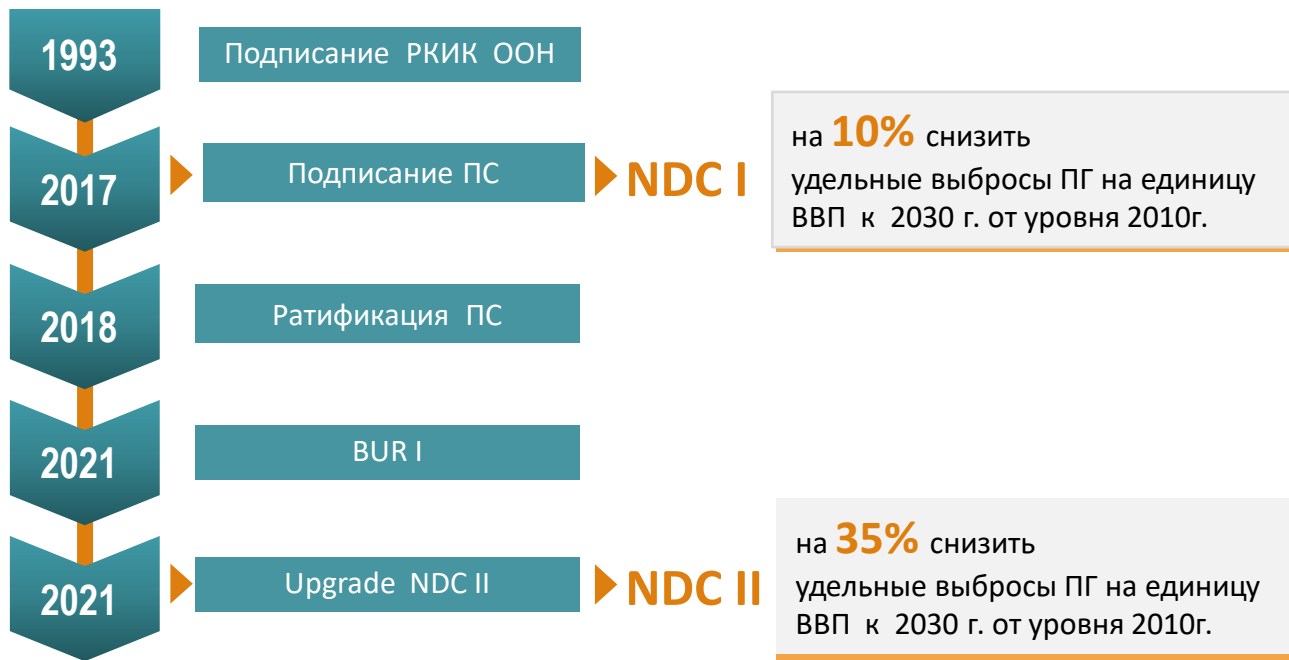 1993
Подписание РКИК ООН
2017
Подписание ПС
NDC I
на 10% снизить
удельные выбросы ПГ на единицу
ВВП к 2030 г. от уровня 2010г.
2018
Ратификация ПС
2021
BUR I
2021
Upgrade NDC II
NDC II
на 35% снизить
удельные выбросы ПГ на единицу
ВВП к 2030 г. от уровня 2010г.